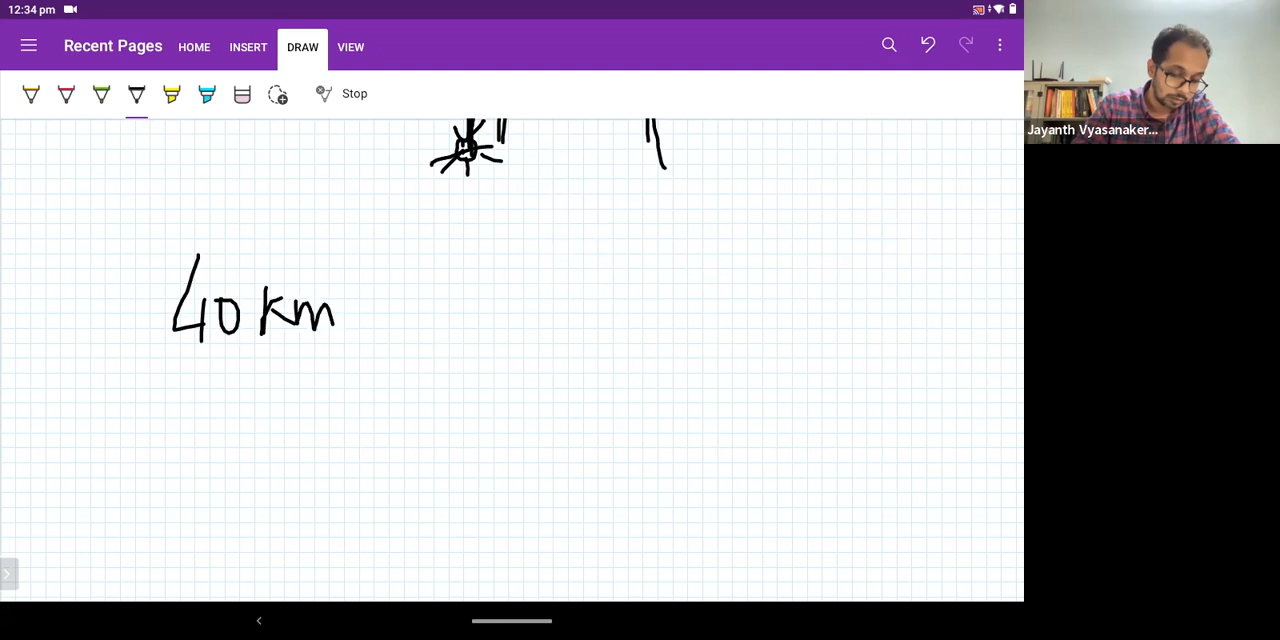 12:34 pm
Recent Pages HOME INSERT DRAW VIEW
Stop
Jayanth Vyasanaker...
40 km